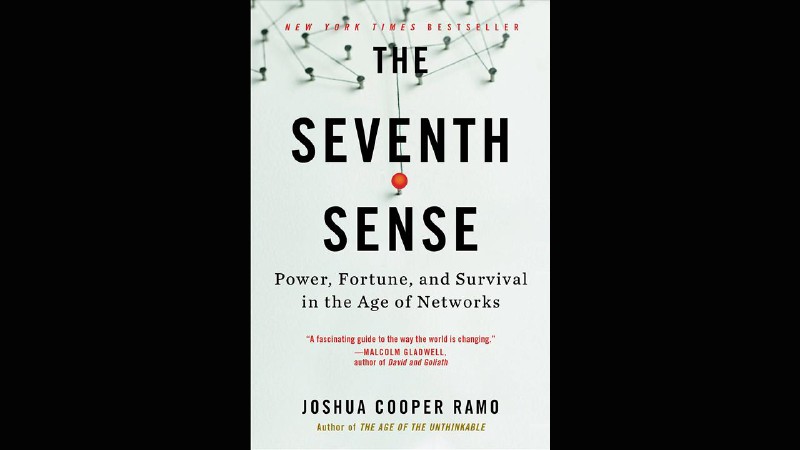 NEW YORK TIMES BESTSELLER
THE
SEVENTH
SENSE
Power, Fortune, and Survival
in the Age of Networks
"A fascinating guide to the way the world is changing."
—MALCOLM GLADWELL,
author of David and Goliath
JOSHUA COOPER RAMO
Author of THE AGE OF THE UNTHINKABLE